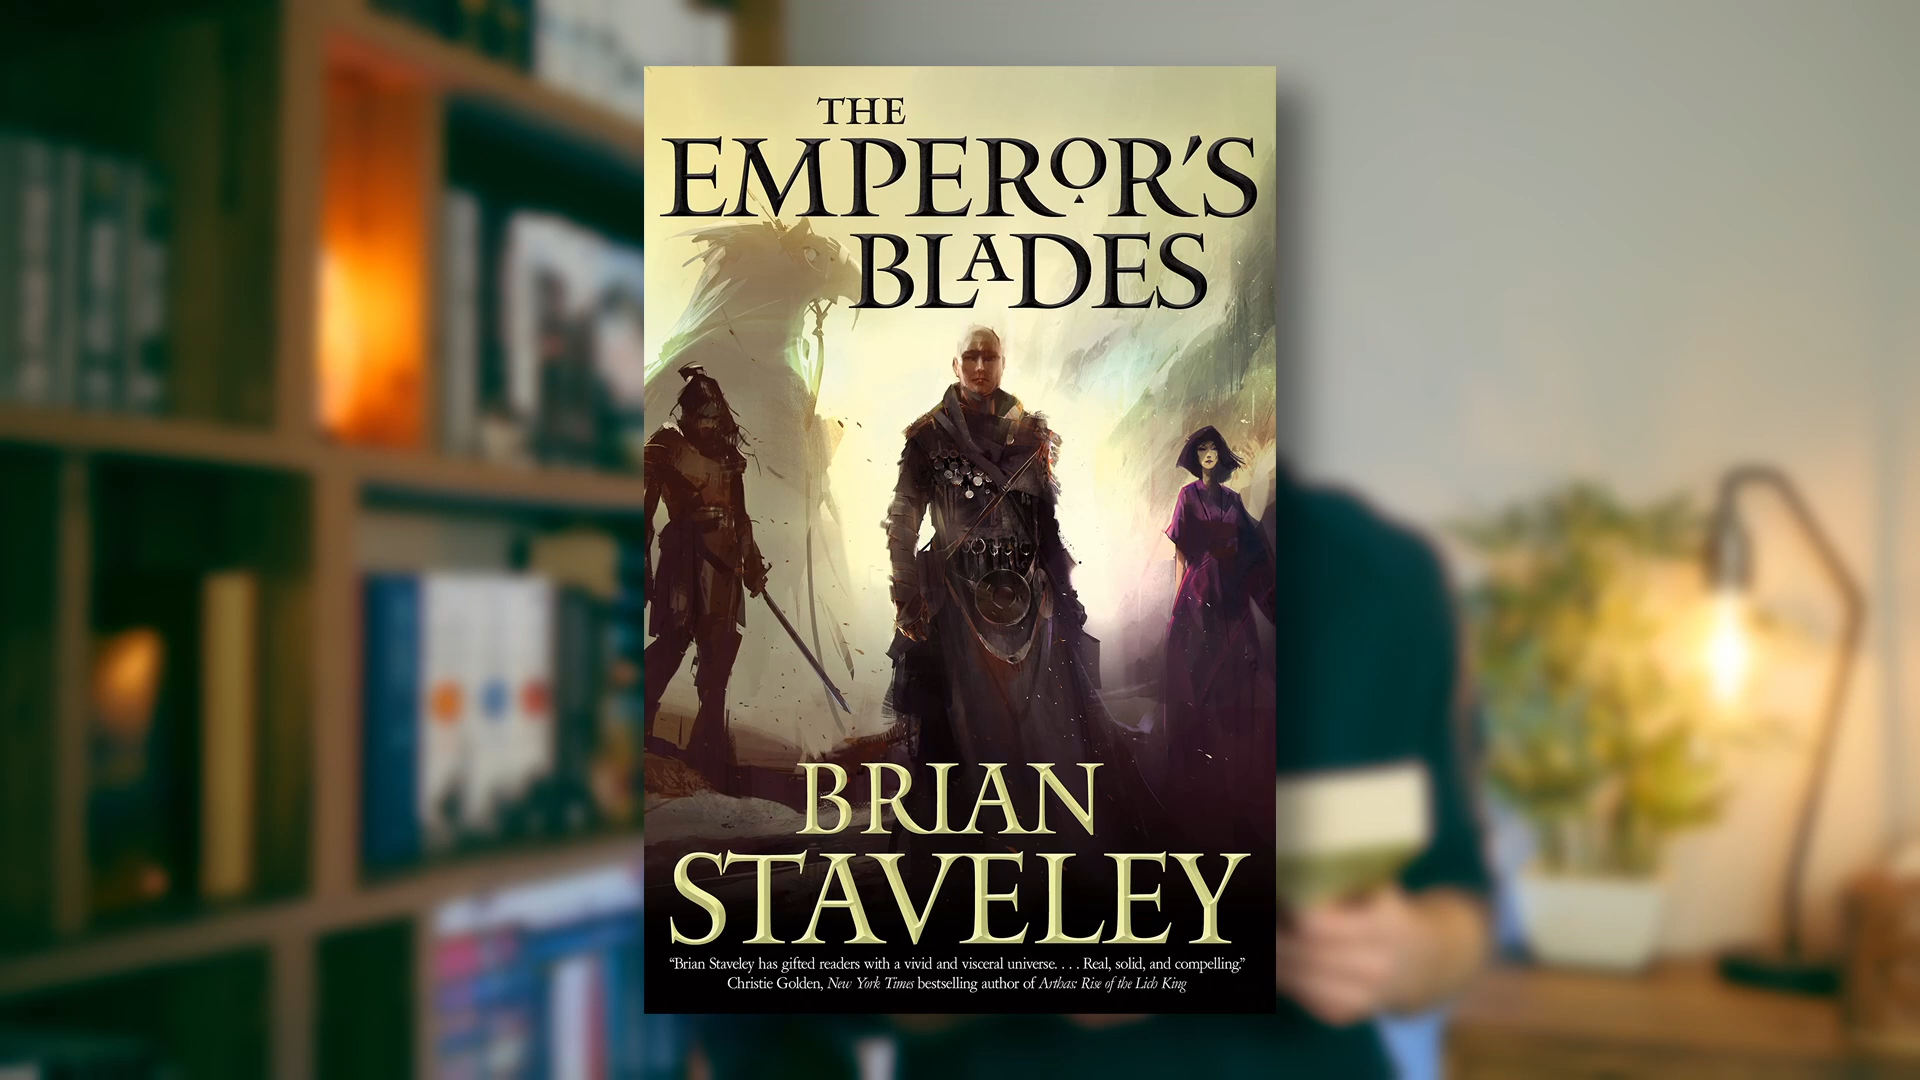 THE
EMPEROR'S
BLADES
BRIAN
STAVELEY
“Brian Staveley has gifted readers with a vivid and visceral universe. . . . Real, solid, and compelling.”
Christie Golden, New York Times bestselling author of Arthas: Rise of the Lich King